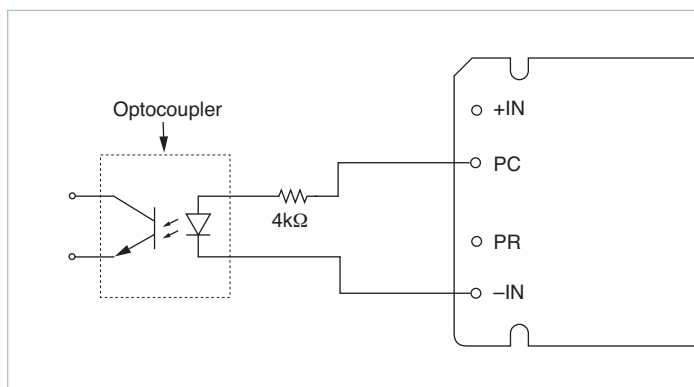 Optocoupler
4kΩ
+IN
PC
PR
–IN